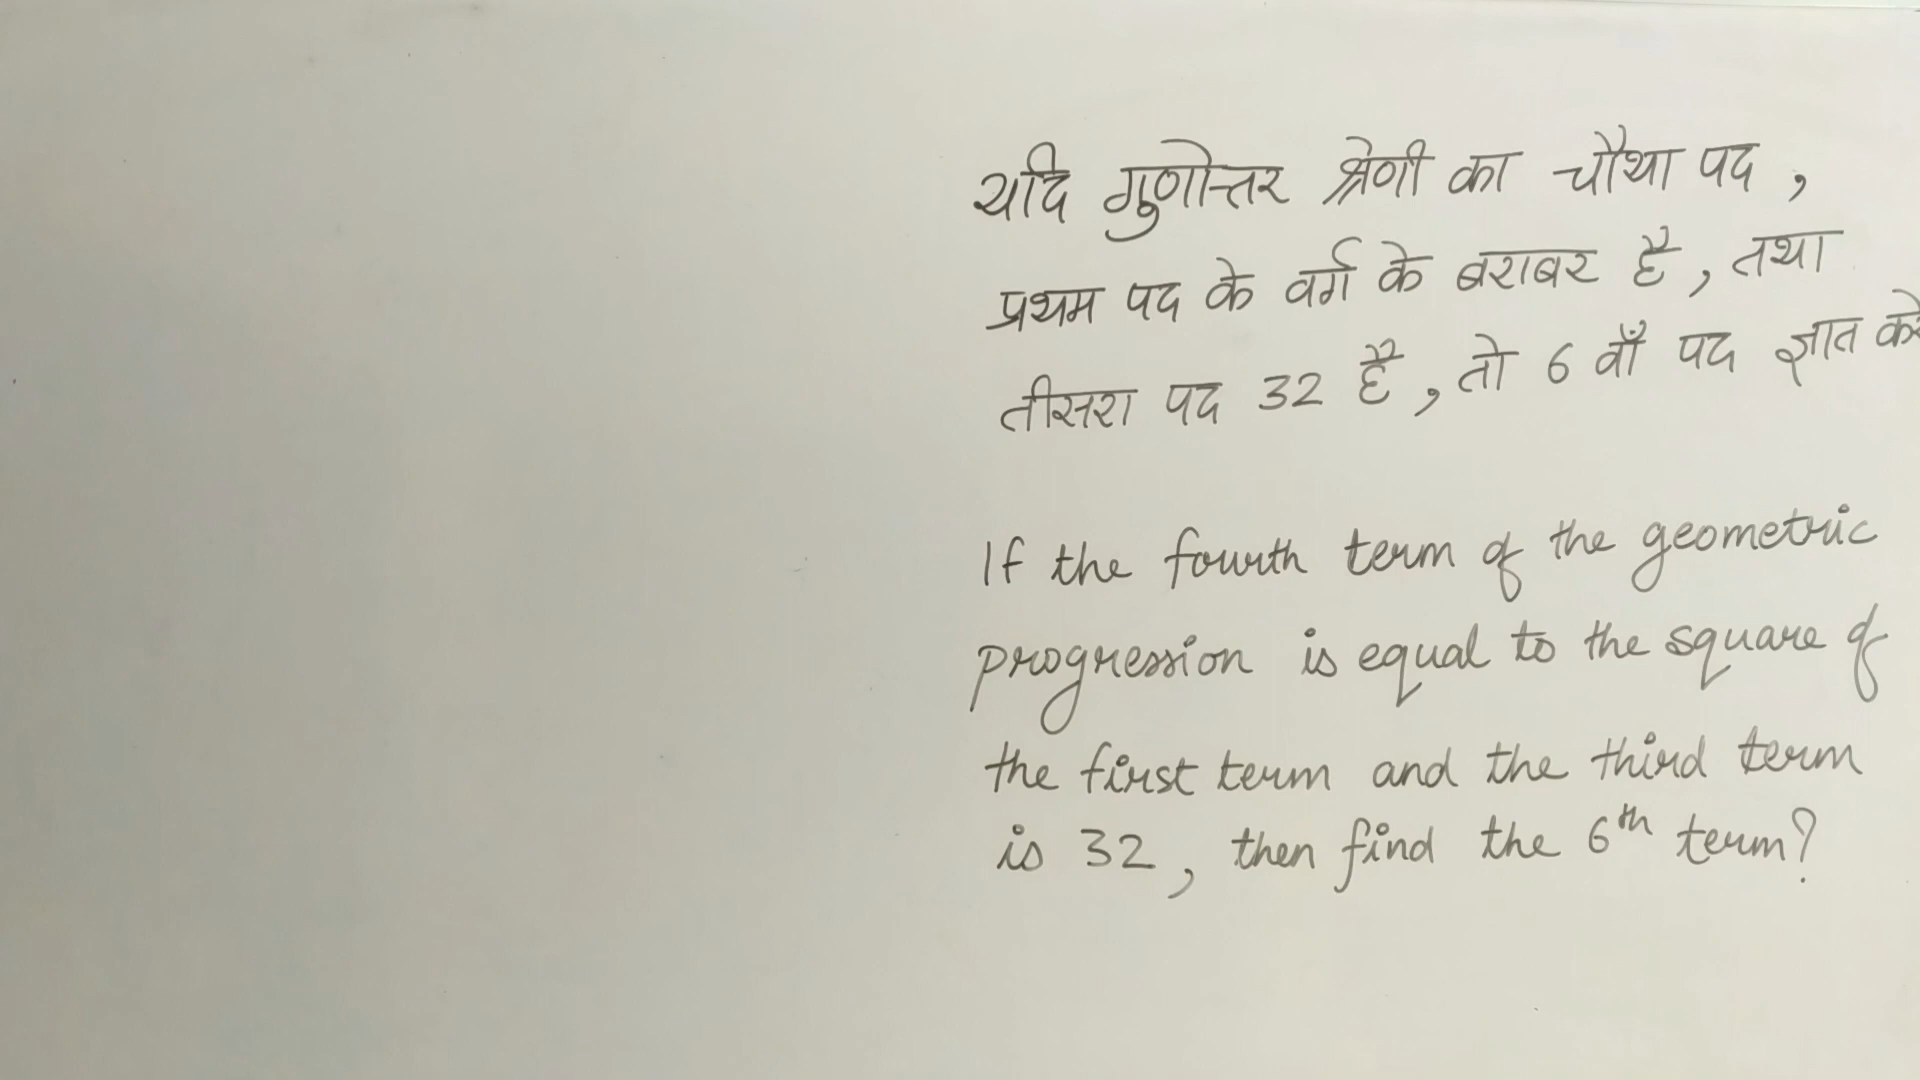 यदि गुणोत्तर श्रेणी का चौथा पद ,
प्रथम पद के वर्ग के बराबर है , तथा
तीसरा पद 32 है , तो 6 वाँ पद ज्ञात करे
If the fourth term of the geometric
progression is equal to the square of
the first term and the third term
is 32 , then find the 6th term?